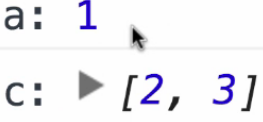 a: 1
c: ▶ [2, 3]